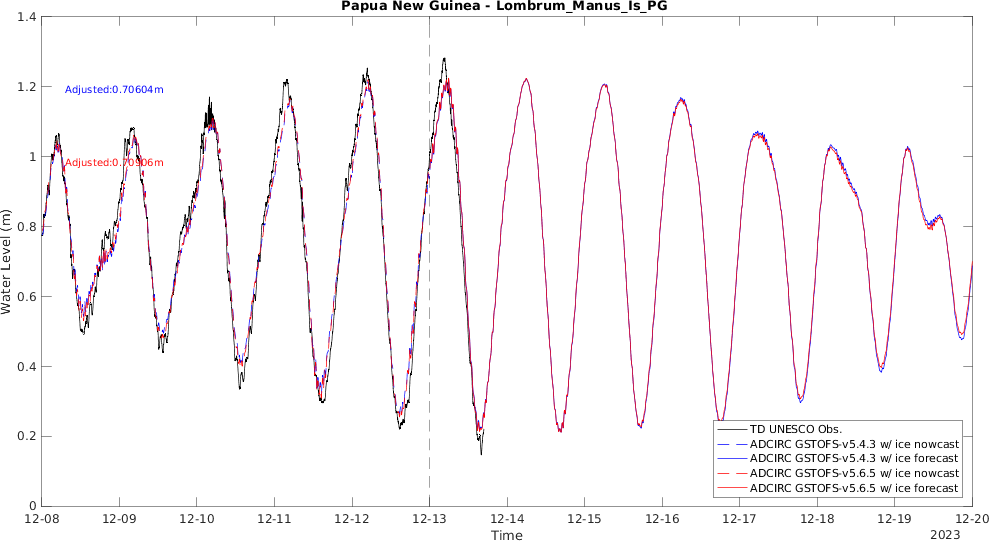 Papua New Guinea - Lombrum_Manus_Is_PG
1.4
1.2
1
0.8
0.6
0.4
0.2
0
Water Level (m)
Adjusted:0.70604m
Adjusted:0.70906m
TD UNESCO Obs.
ADCIRC GSTOFS-v5.4.3 w/ ice nowcast
ADCIRC GSTOFS-v5.4.3 w/ ice forecast
ADCIRC GSTOFS-v5.6.5 w/ ice nowcast
ADCIRC GSTOFS-v5.6.5 w/ ice forecast
12-08 12-09 12-10 12-11 12-12 12-13 12-14 12-15 12-16 12-17 12-18 12-19 12-20
Time
2023